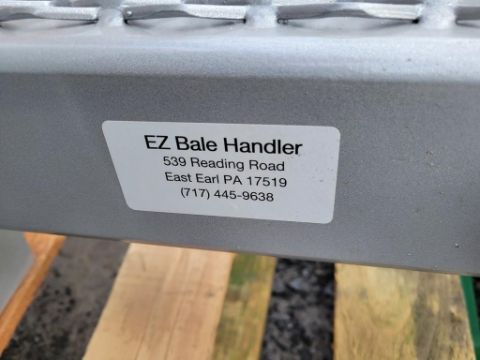 EZ Bale Handler
539 Reading Road
East Earl PA 17519
(717) 445-9638